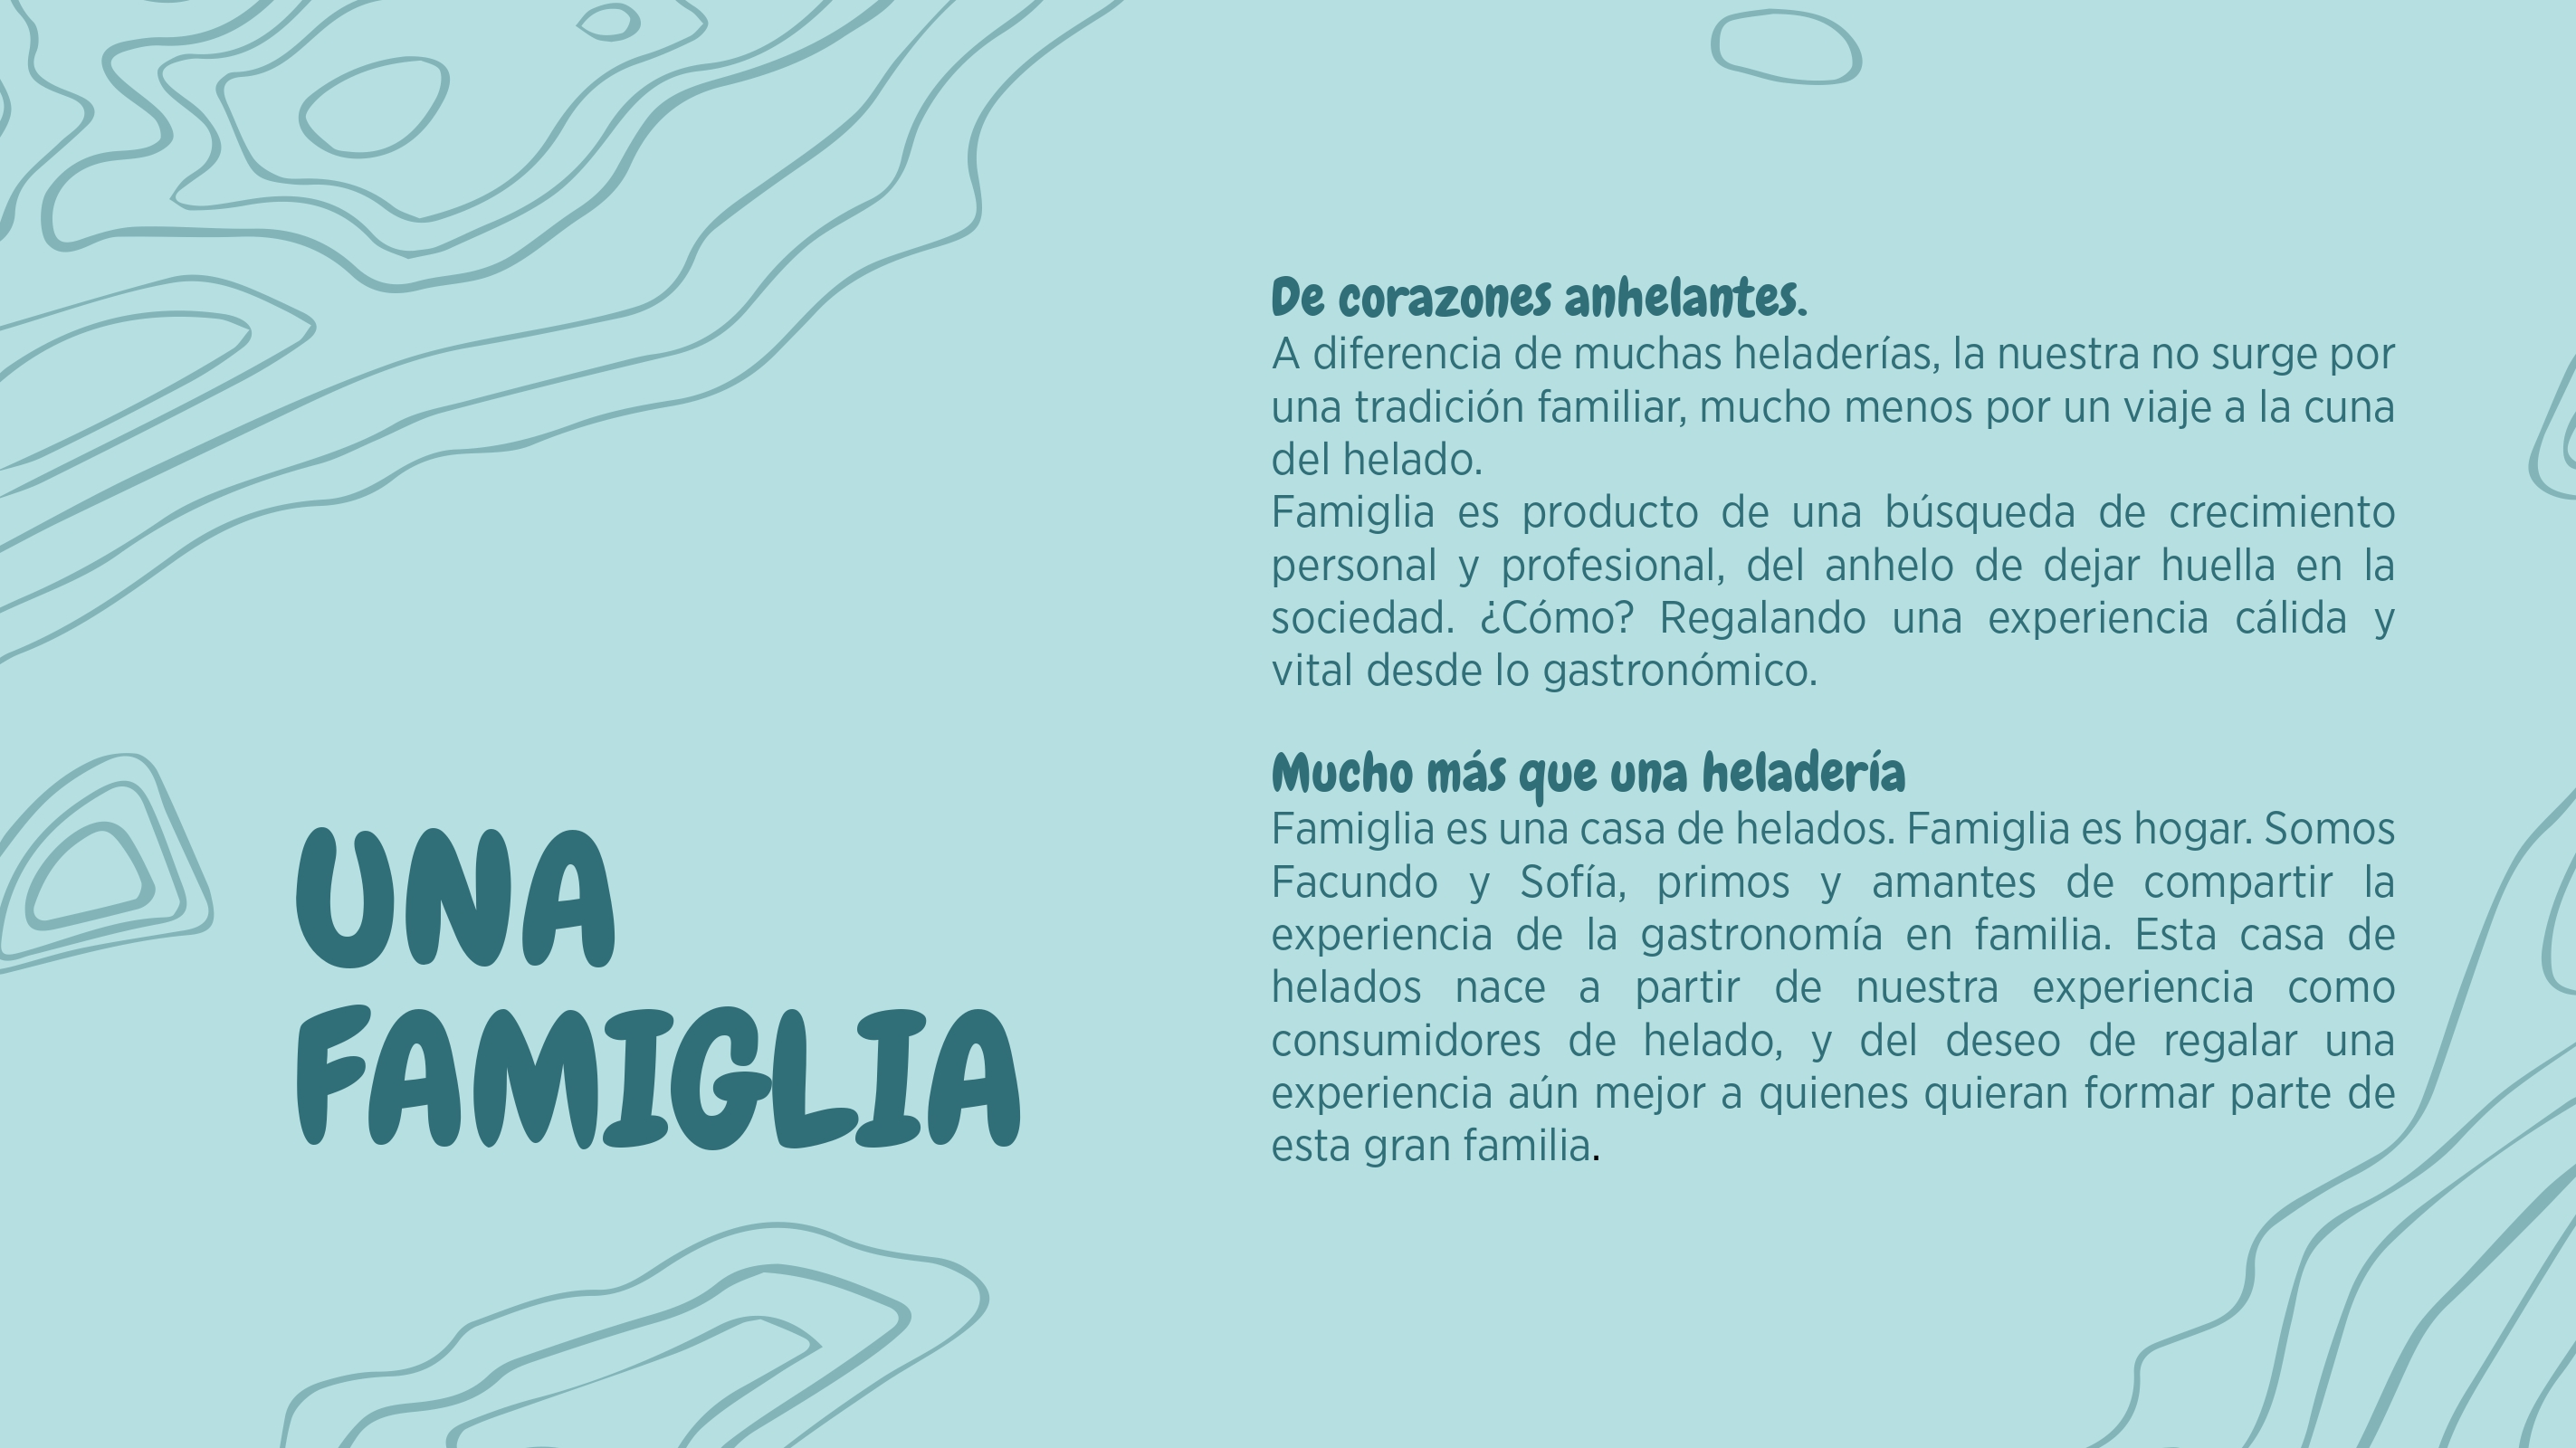 UNA
FAMIGLIA
De corazones anhelantes.
A diferencia de muchas heladerías, la nuestra no surge por
una tradición familiar, mucho menos por un viaje a la cuna
del helado.
Famiglia es producto de una búsqueda de crecimiento
personal y profesional, del anhelo de dejar huella en la
sociedad. ¿Cómo? Regalando una experiencia cálida y
vital desde lo gastronómico.
Mucho más que una heladería
Famiglia es una casa de helados. Famiglia es hogar. Somos
Facundo y Sofía, primos y amantes de compartir la
experiencia de la gastronomía en familia. Esta casa de
helados nace a partir de nuestra experiencia como
consumidores de helado, y del deseo de regalar una
experiencia aún mejor a quienes quieran formar parte de
esta gran familia.